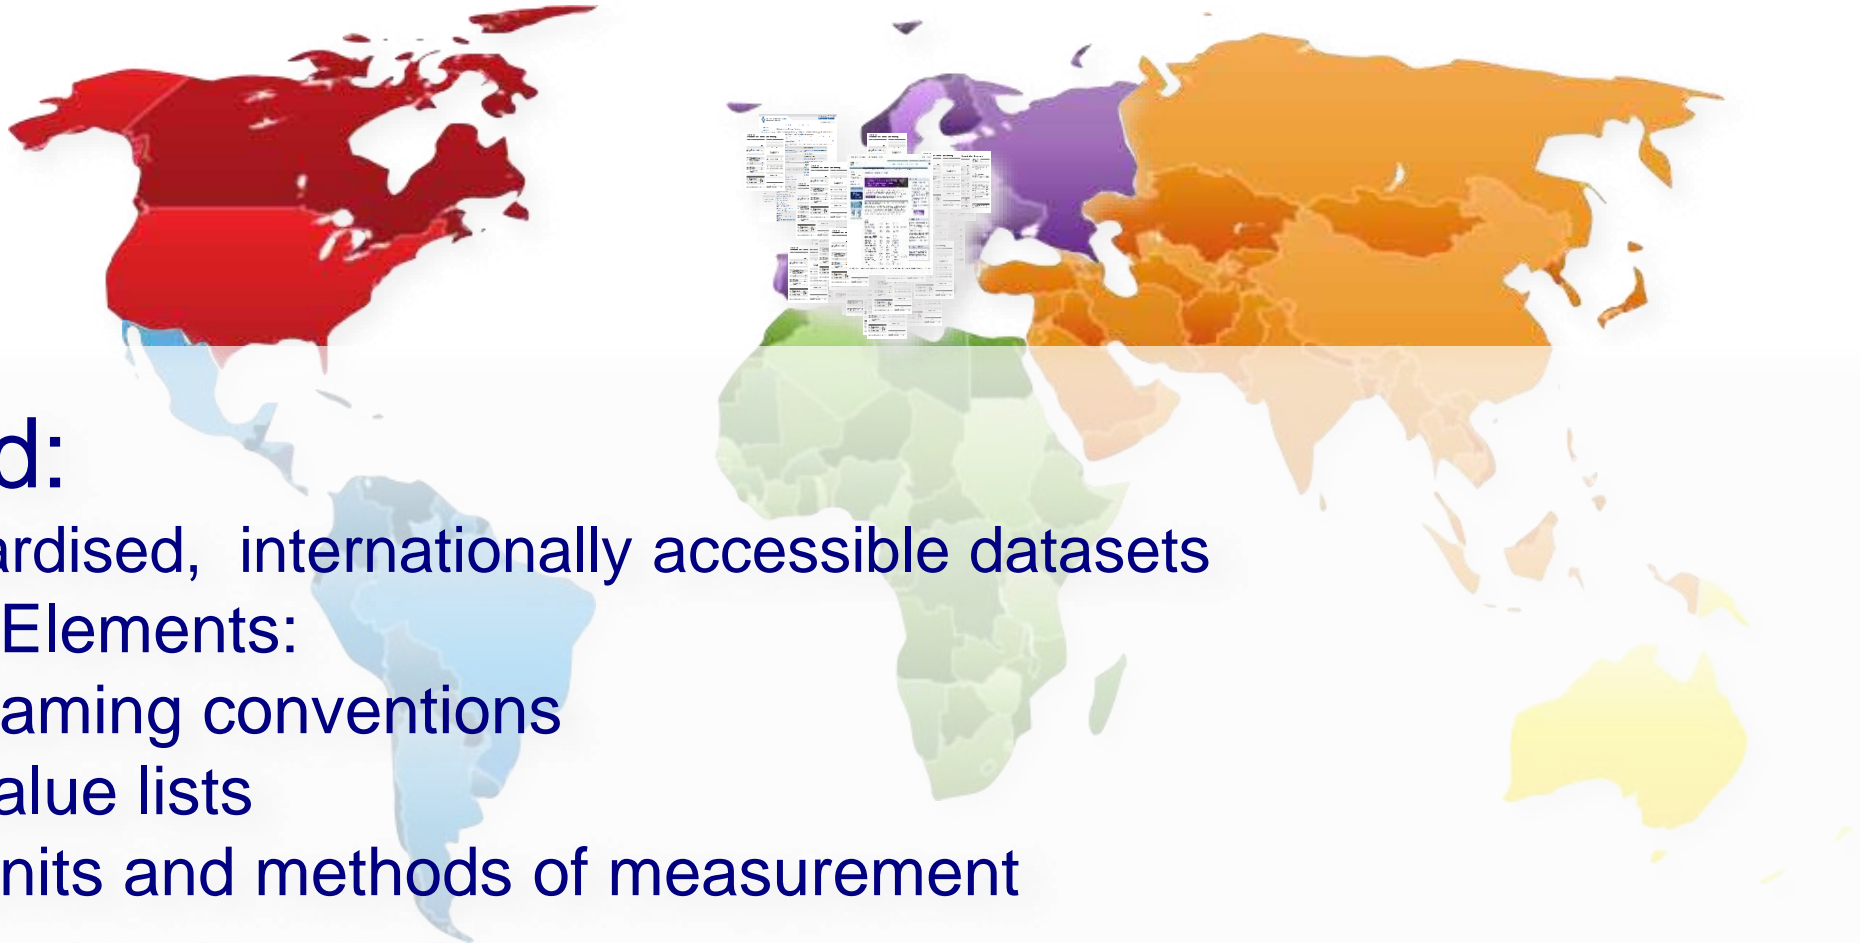 d:
ardised, internationally accessible datasets
Elements:
aming conventions
alue lists
nits and methods of measurement